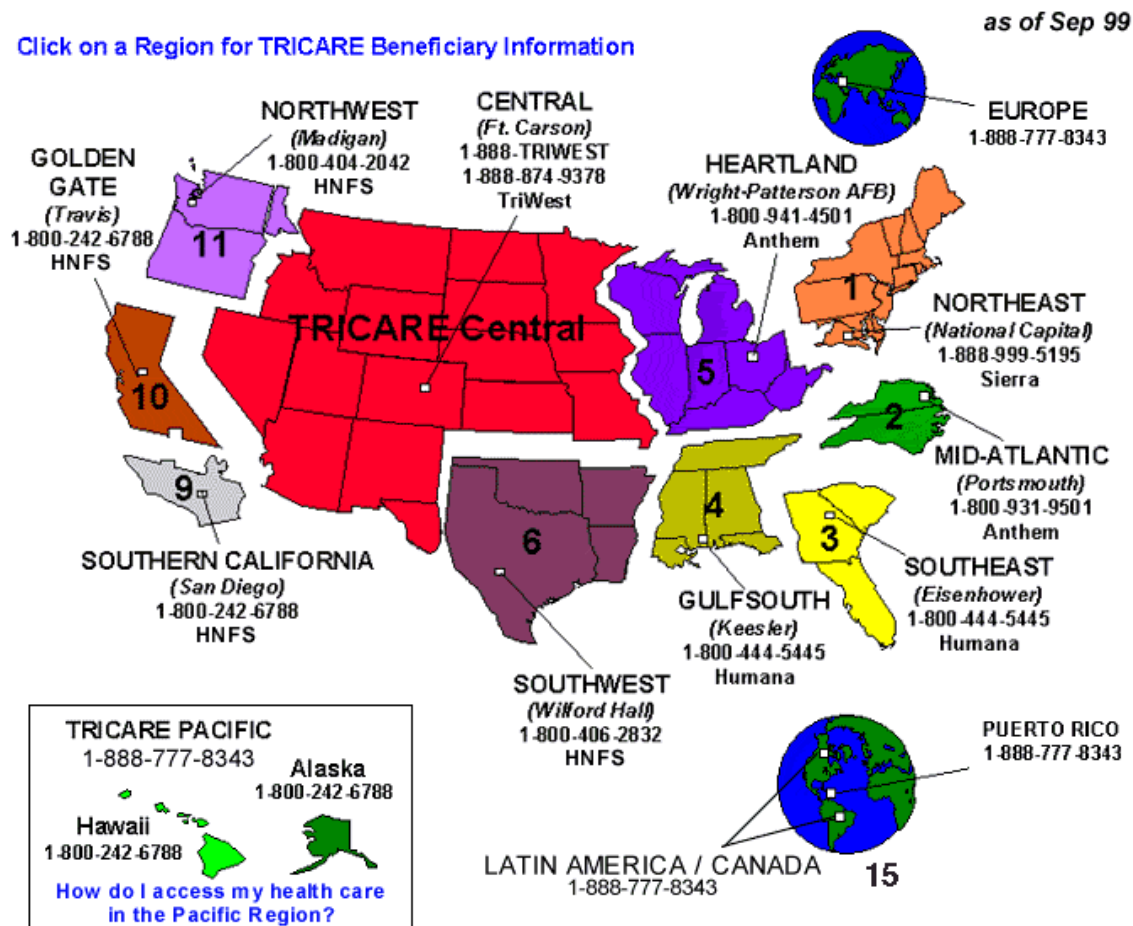 as of Sep 99
Click on a Region for TRICARE Beneficiary Information
EUROPE
1-888-777-8343
NORTHWEST
(Madigan)
1-800-404-2042
HNFS
CENTRAL
(Ft. Carson)
1-888-TRIWEST
1-888-874-9378
TriWest
GOLDEN
GATE
(Travis)
1-800-242-6788
HNFS
HEARTLAND
(Wright-Patterson AFB)
1-800-941-4501
Anthem
11
1
NORTHEAST
(National Capital)
1-888-999-5195
Sierra
TRICARE Central
5
10
2
MID-ATLANTIC
(Portsmouth)
1-800-931-9501
Anthem
9
SOUTHERN CALIFORNIA
(San Diego)
1-800-242-6788
HNFS
6
4
3
SOUTHEAST
(Eisenhower)
1-800-444-5445
Humana
GULFSOUTH
(Keesler)
1-800-444-5445
Humana
SOUTHWEST
(Wilford Hall)
1-800-406-2832
HNFS
TRICARE PACIFIC
1-888-777-8343
Alaska
1-800-242-6788
Hawaii
1-800-242-6788
How do I access my health care
in the Pacific Region?
PUERTO RICO
1-888-777-8343
LATIN AMERICA / CANADA
1-888-777-8343
15